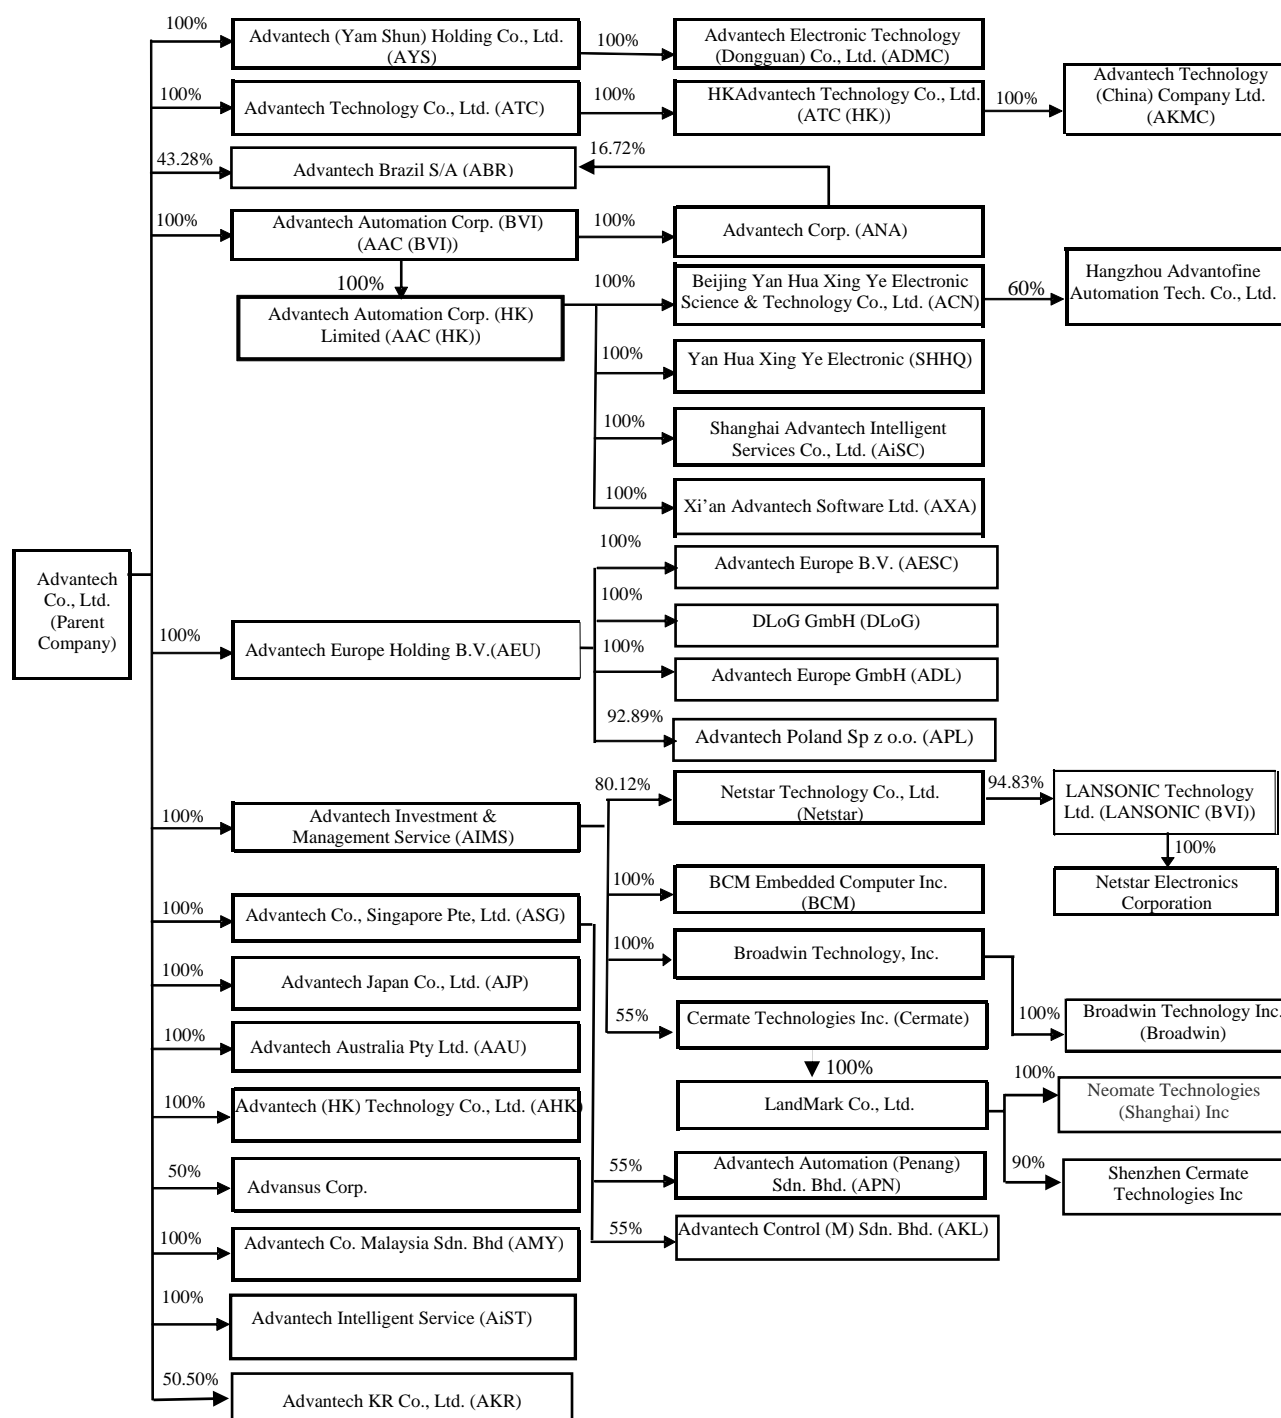 100%
Advantech (Yam Shun) Holding Co., Ltd.
(AYS)
100%
Advantech Electronic Technology
(Dongguan) Co., Ltd. (ADMC)
100%
Advantech Technology Co., Ltd. (ATC)
100%
HKAdvantech Technology Co., Ltd.
(ATC (HK))
100%
Advantech Technology
(China) Company Ltd.
(AKMC)
43.28%
Advantech Brazil S/A (ABR)
16.72%
100%
Advantech Automation Corp. (BVI)
(AAC (BVI))
100%
Advantech Corp. (ANA)
100%
Advantech Automation Corp. (HK)
Limited (AAC (HK))
100%
Beijing Yan Hua Xing Ye Electronic
Science & Technology Co., Ltd. (ACN)
60%
Hangzhou Advantofine
Automation Tech. Co., Ltd.
100%
Yan Hua Xing Ye Electronic (SHHQ)
100%
Shanghai Advantech Intelligent
Services Co., Ltd. (AiSC)
100%
Xi’an Advantech Software Ltd. (AXA)
Advantech
Co., Ltd.
(Parent
Company)
100%
Advantech Europe Holding B.V.(AEU)
100%
Advantech Europe B.V. (AESC)
100%
DLoG GmbH (DLoG)
100%
Advantech Europe GmbH (ADL)
92.89%
Advantech Poland Sp z o.o. (APL)
100%
Advantech Investment &
Management Service (AIMS)
80.12%
Netstar Technology Co., Ltd.
(Netstar)
94.83%
LANSONIC Technology
Ltd. (LANSONIC (BVI))
100%
Netstar Electronics
Corporation
100%
BCM Embedded Computer Inc.
(BCM)
100%
Advantech Co., Singapore Pte, Ltd. (ASG)
100%
Broadwin Technology, Inc.
100%
Broadwin Technology Inc.
(Broadwin)
100%
Advantech Japan Co., Ltd. (AJP)
55%
Cermate Technologies Inc. (Cermate)
100%
Advantech Australia Pty Ltd. (AAU)
100%
LandMark Co., Ltd.
100%
Neomate Technologies
(Shanghai) Inc
90%
Shenzhen Cermate
Technologies Inc
100%
Advantech (HK) Technology Co., Ltd. (AHK)
50%
Advansus Corp.
55%
Advantech Automation (Penang)
Sdn. Bhd. (APN)
55%
Advantech Control (M) Sdn. Bhd. (AKL)
100%
Advantech Co. Malaysia Sdn. Bhd (AMY)
100%
Advantech Intelligent Service (AiST)
50.50%
Advantech KR Co., Ltd. (AKR)